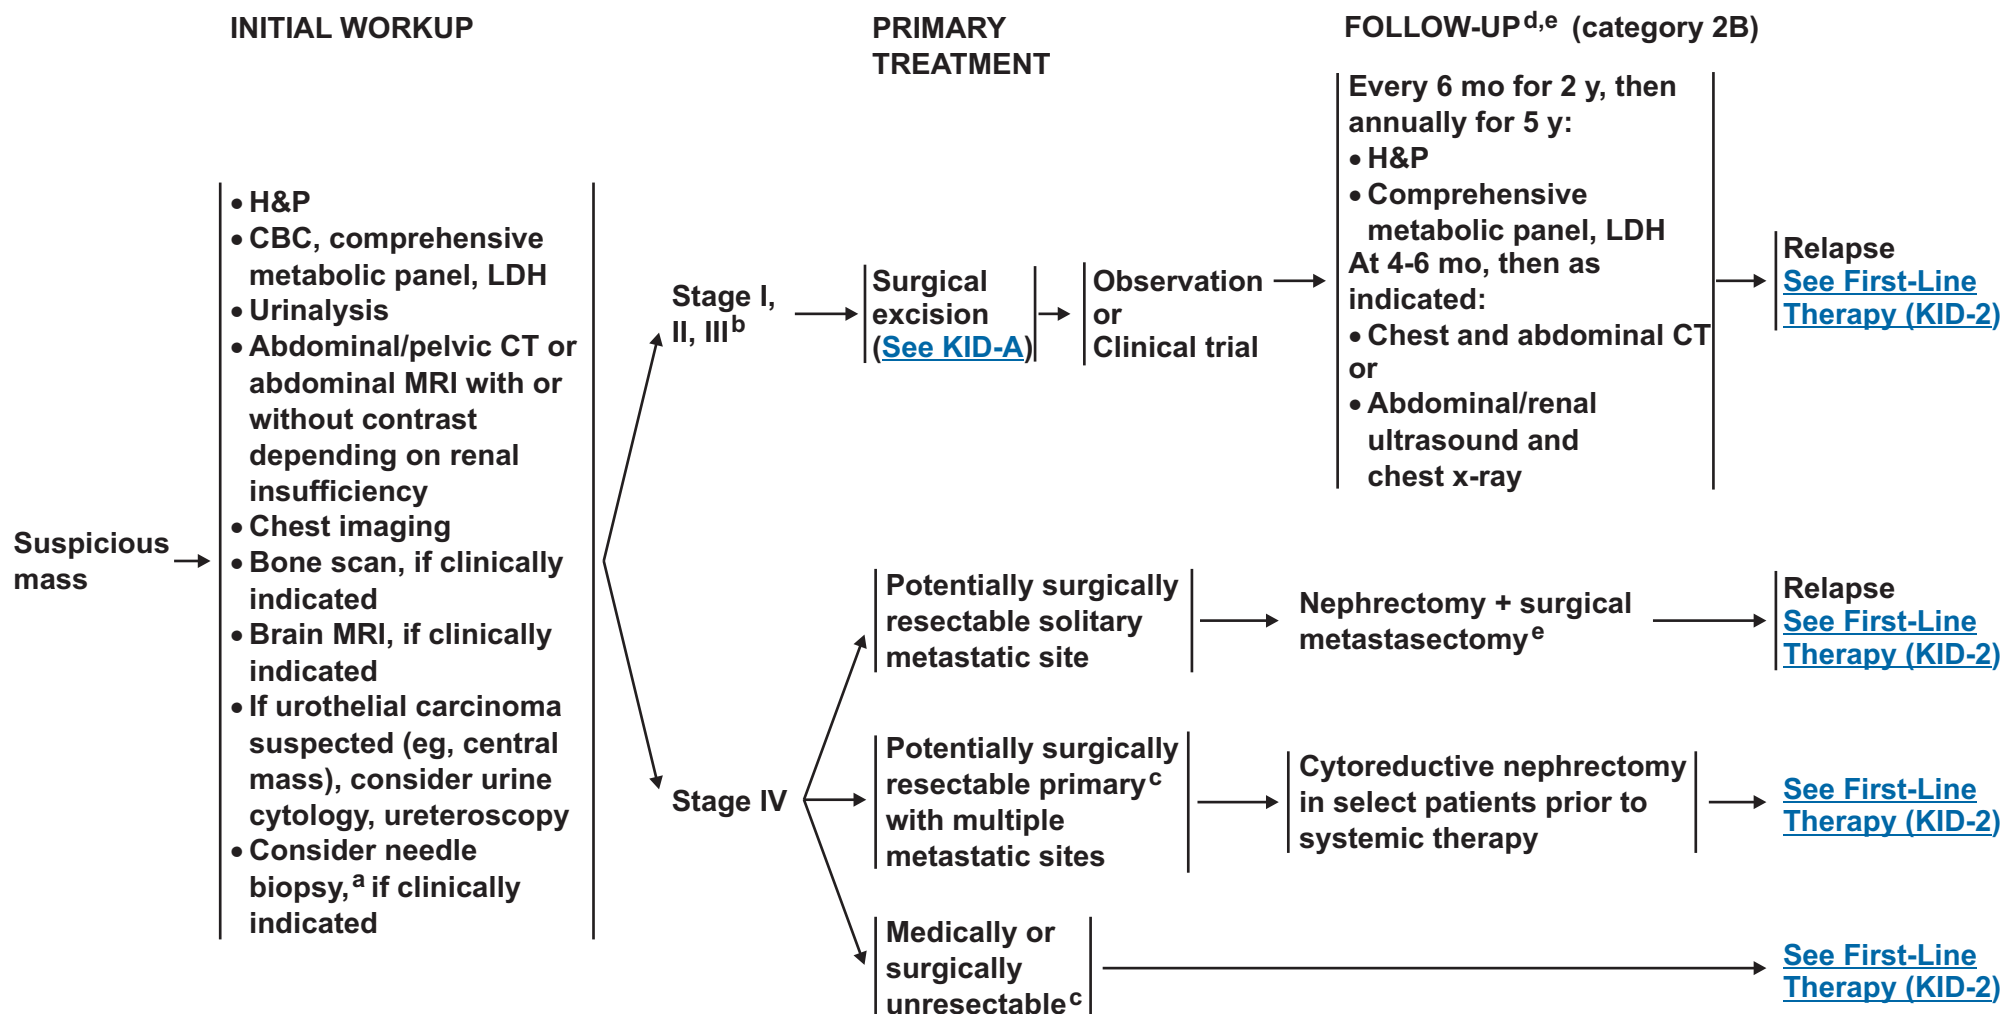 INITIAL WORKUP
PRIMARY
TREATMENT
FOLLOW-UP d,e (category 2B)
Suspicious
mass
• H&P
• CBC, comprehensive
metabolic panel, LDH
• Urinalysis
• Abdominal/pelvic CT or
abdominal MRI with or
without contrast
depending on renal
insufficiency
• Chest imaging
• Bone scan, if clinically
indicated
• Brain MRI, if clinically
indicated
• If urothelial carcinoma
suspected (eg, central
mass), consider urine
cytology, ureteroscopy
• Consider needle
biopsy, a if clinically
indicated
Stage I,
II, III b
Surgical
excision
(See KID-A)
Observation
or
Clinical trial
Every 6 mo for 2 y, then
annually for 5 y:
• H&P
• Comprehensive
metabolic panel, LDH
At 4-6 mo, then as
indicated:
• Chest and abdominal CT
or
• Abdominal/renal
ultrasound and
chest x-ray
Relapse
See First-Line
Therapy (KID-2)
Stage IV
Potentially surgically
resectable solitary
metastatic site
Nephrectomy + surgical
metastasectomy e
Relapse
See First-Line
Therapy (KID-2)
Potentially surgically
resectable primary c
with multiple
metastatic sites
Cytoreductive nephrectomy
in select patients prior to
systemic therapy
See First-Line
Therapy (KID-2)
Medically or
surgically
unresectable c
See First-Line
Therapy (KID-2)